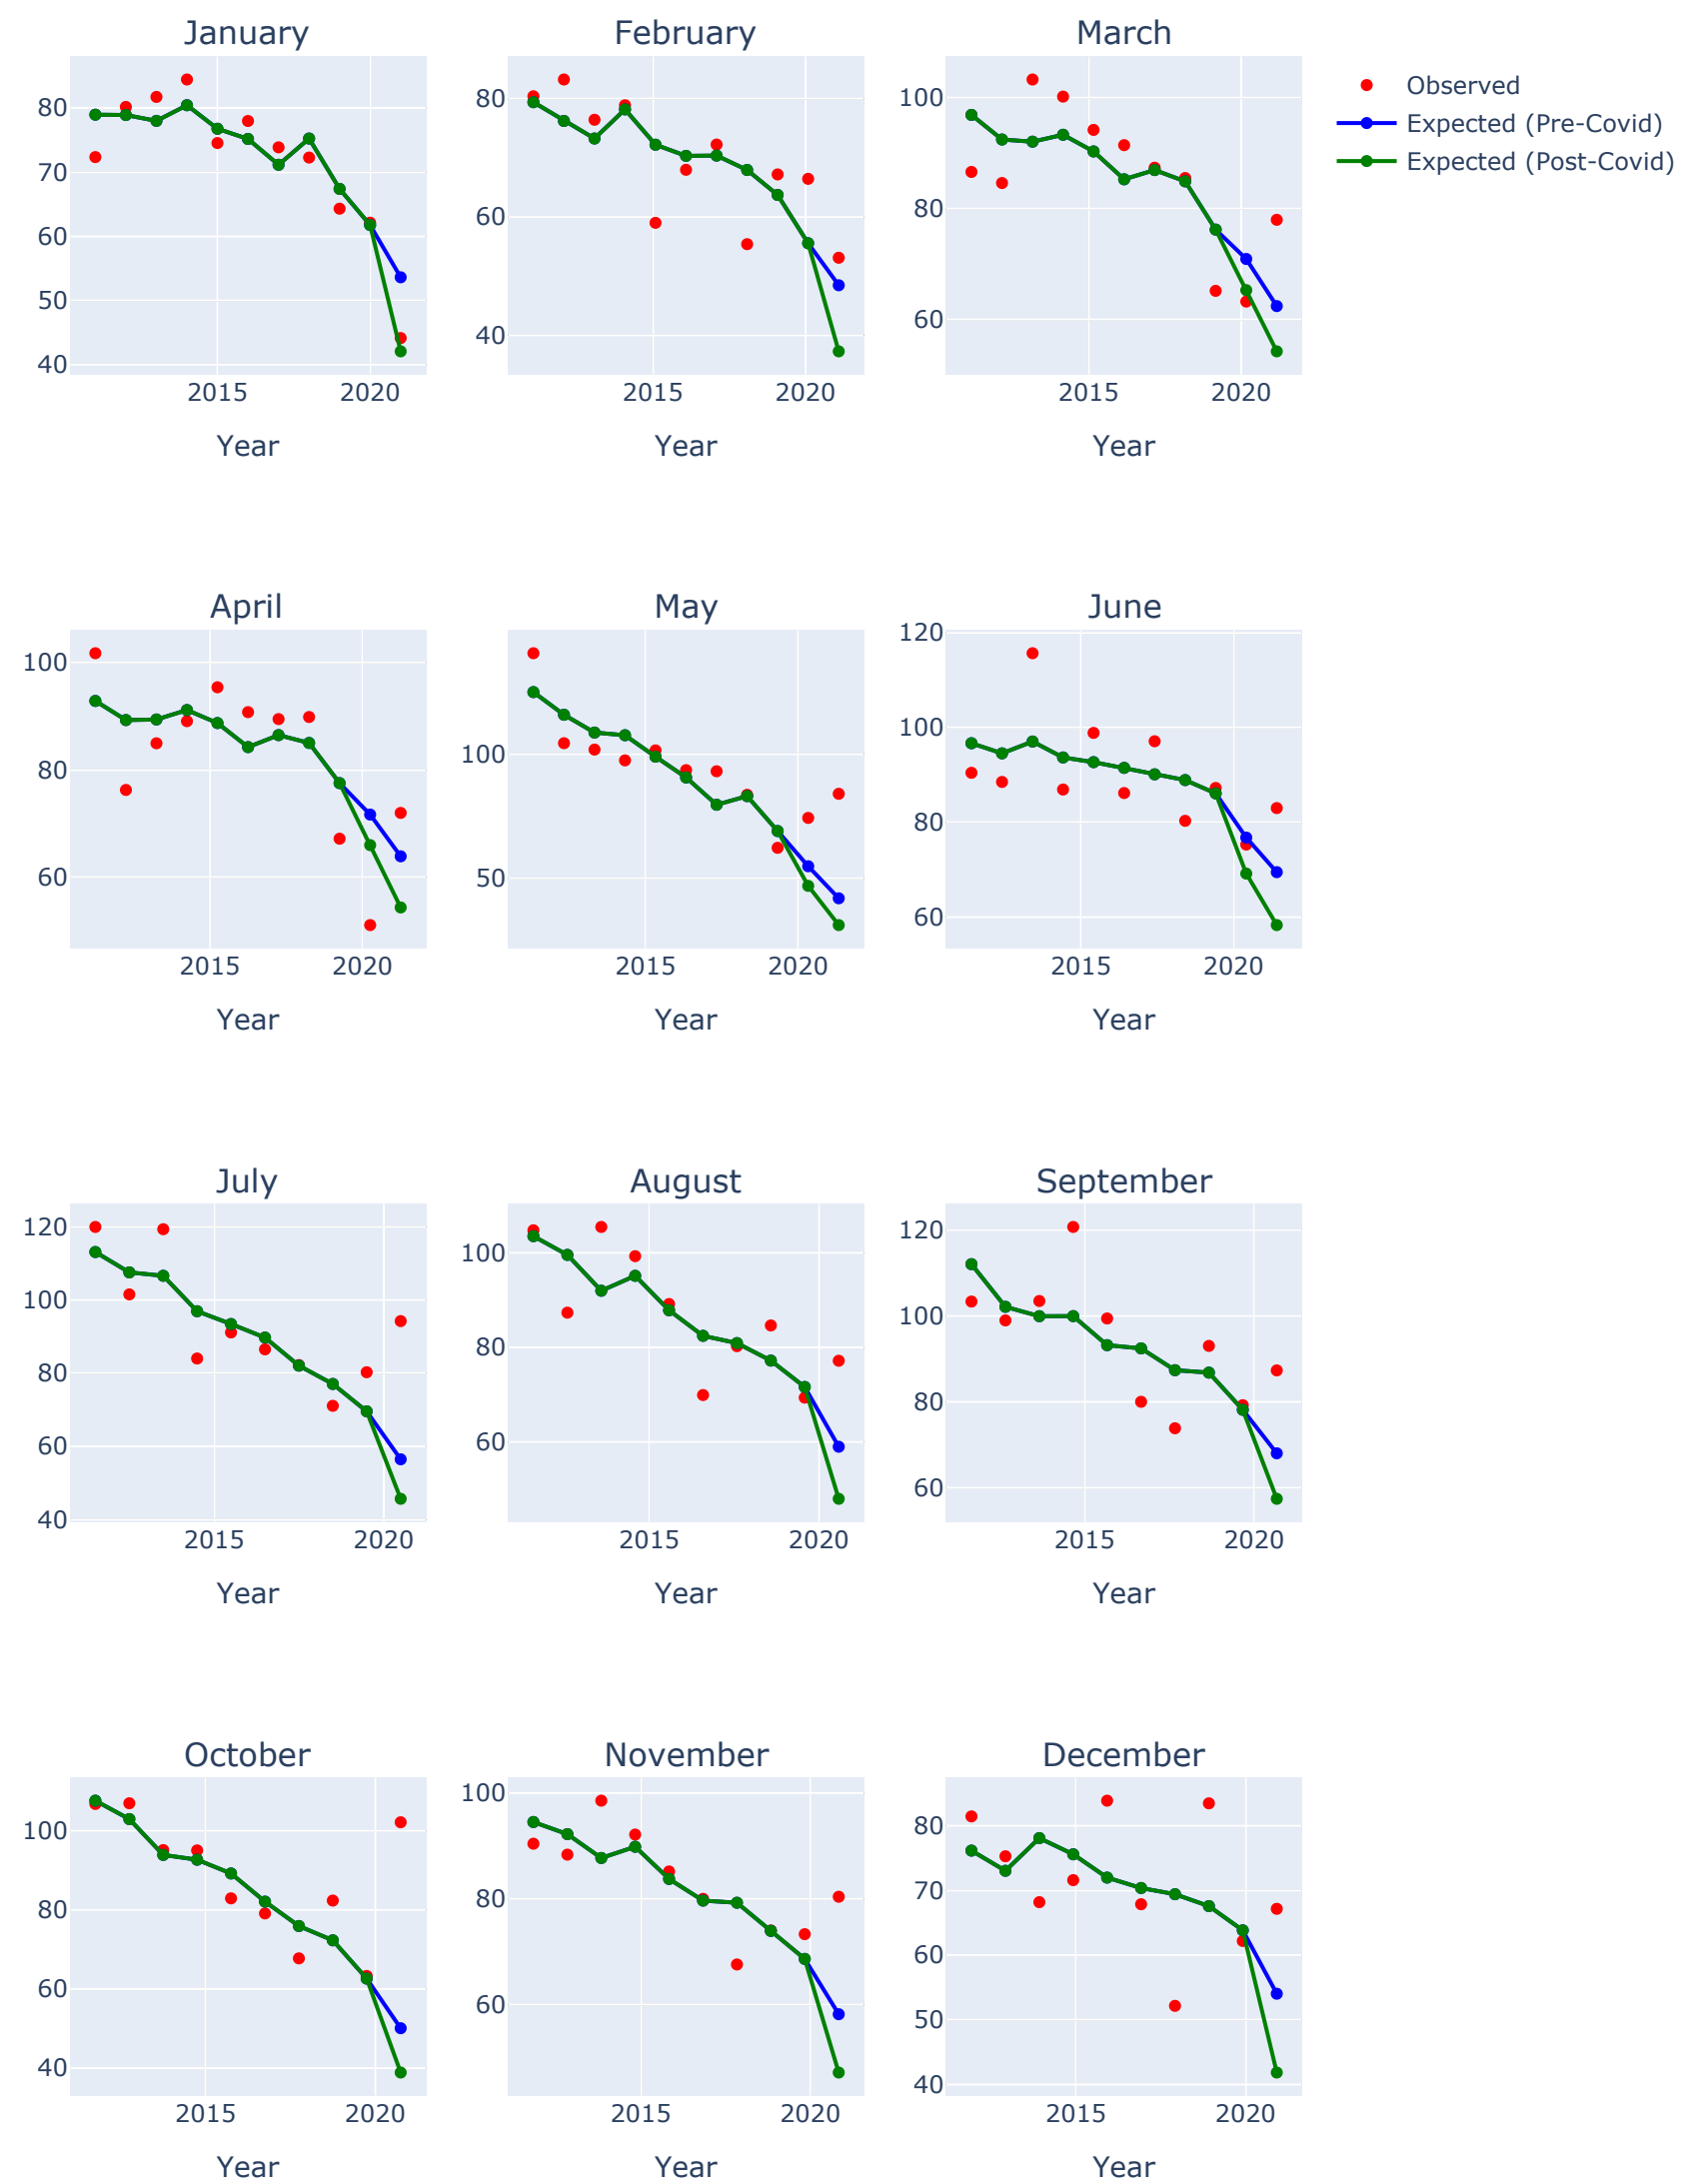 January
February
March
Observed
Expected (Pre-Covid)
Expected (Post-Covid)
80
70
60
50
40
80
60
40
100
80
60
2015
2020
2015
2020
2015
2020
Year
Year
Year
April
May
June
100
80
60
100
50
120
100
80
60
2015
2020
2015
2020
2015
2020
Year
Year
Year
July
August
September
120
100
80
60
40
100
80
60
120
100
80
60
2015
2020
2015
2020
2015
2020
Year
Year
Year
October
November
December
100
80
60
40
100
80
60
80
70
60
50
40
2015
2020
2015
2020
2015
2020
Year
Year
Year